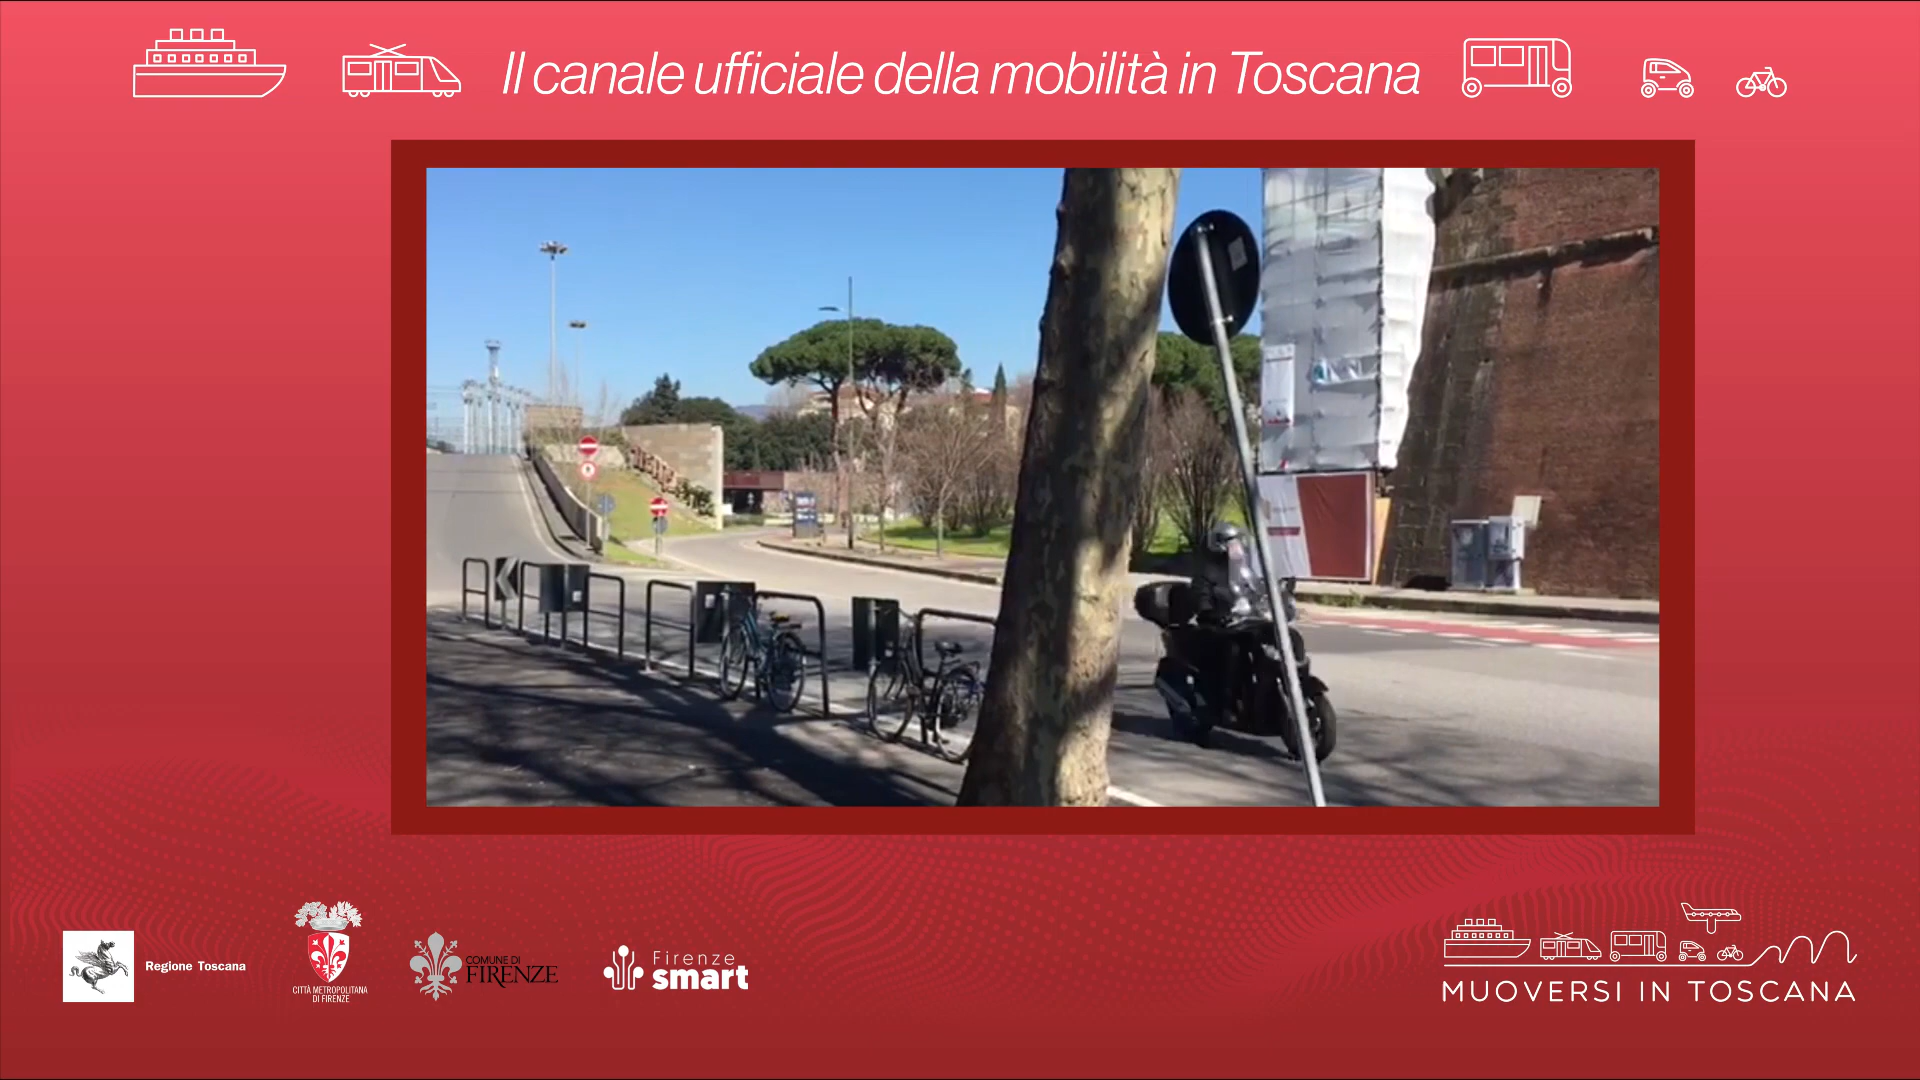 Il canale ufficiale della mobilità in Toscana
Regione Toscana
CITTÀ METROPOLITANA
DI FIRENZE
COMUNE DI
FIRENZE
Firenze
smart
MUOVERSI IN TOSCANA